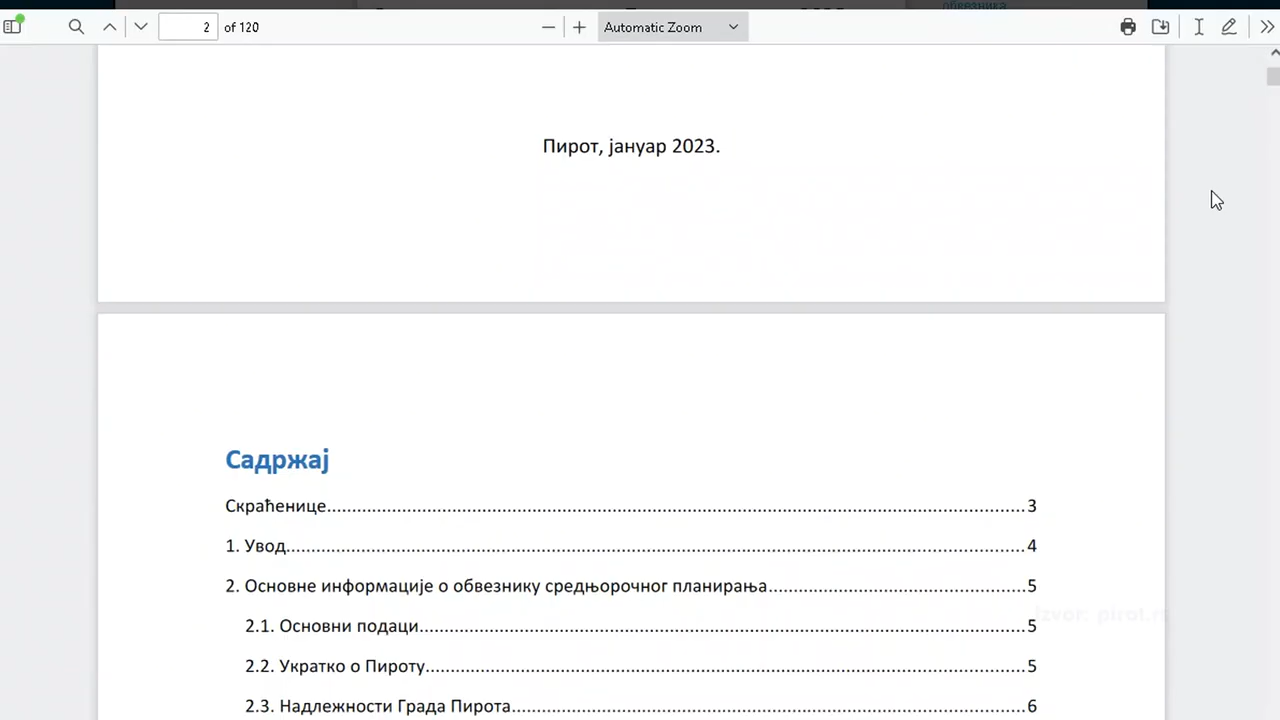 обвезника
2 of 120
Automatic Zoom
Пирот, јануар 2023.
Садржај
Скраћенице........................................................................................................................................... 3
1. Увод.................................................................................................................................................... 4
2. Основне информације о обвезнику средњорочног планирања................................................... 5
izvor: pirot.rs
2.1. Основни подаци......................................................................................................................... 5
2.2. Укратко о Пироту........................................................................................................................ 5
2.3. Надлежности Града Пирота....................................................................................................... 6